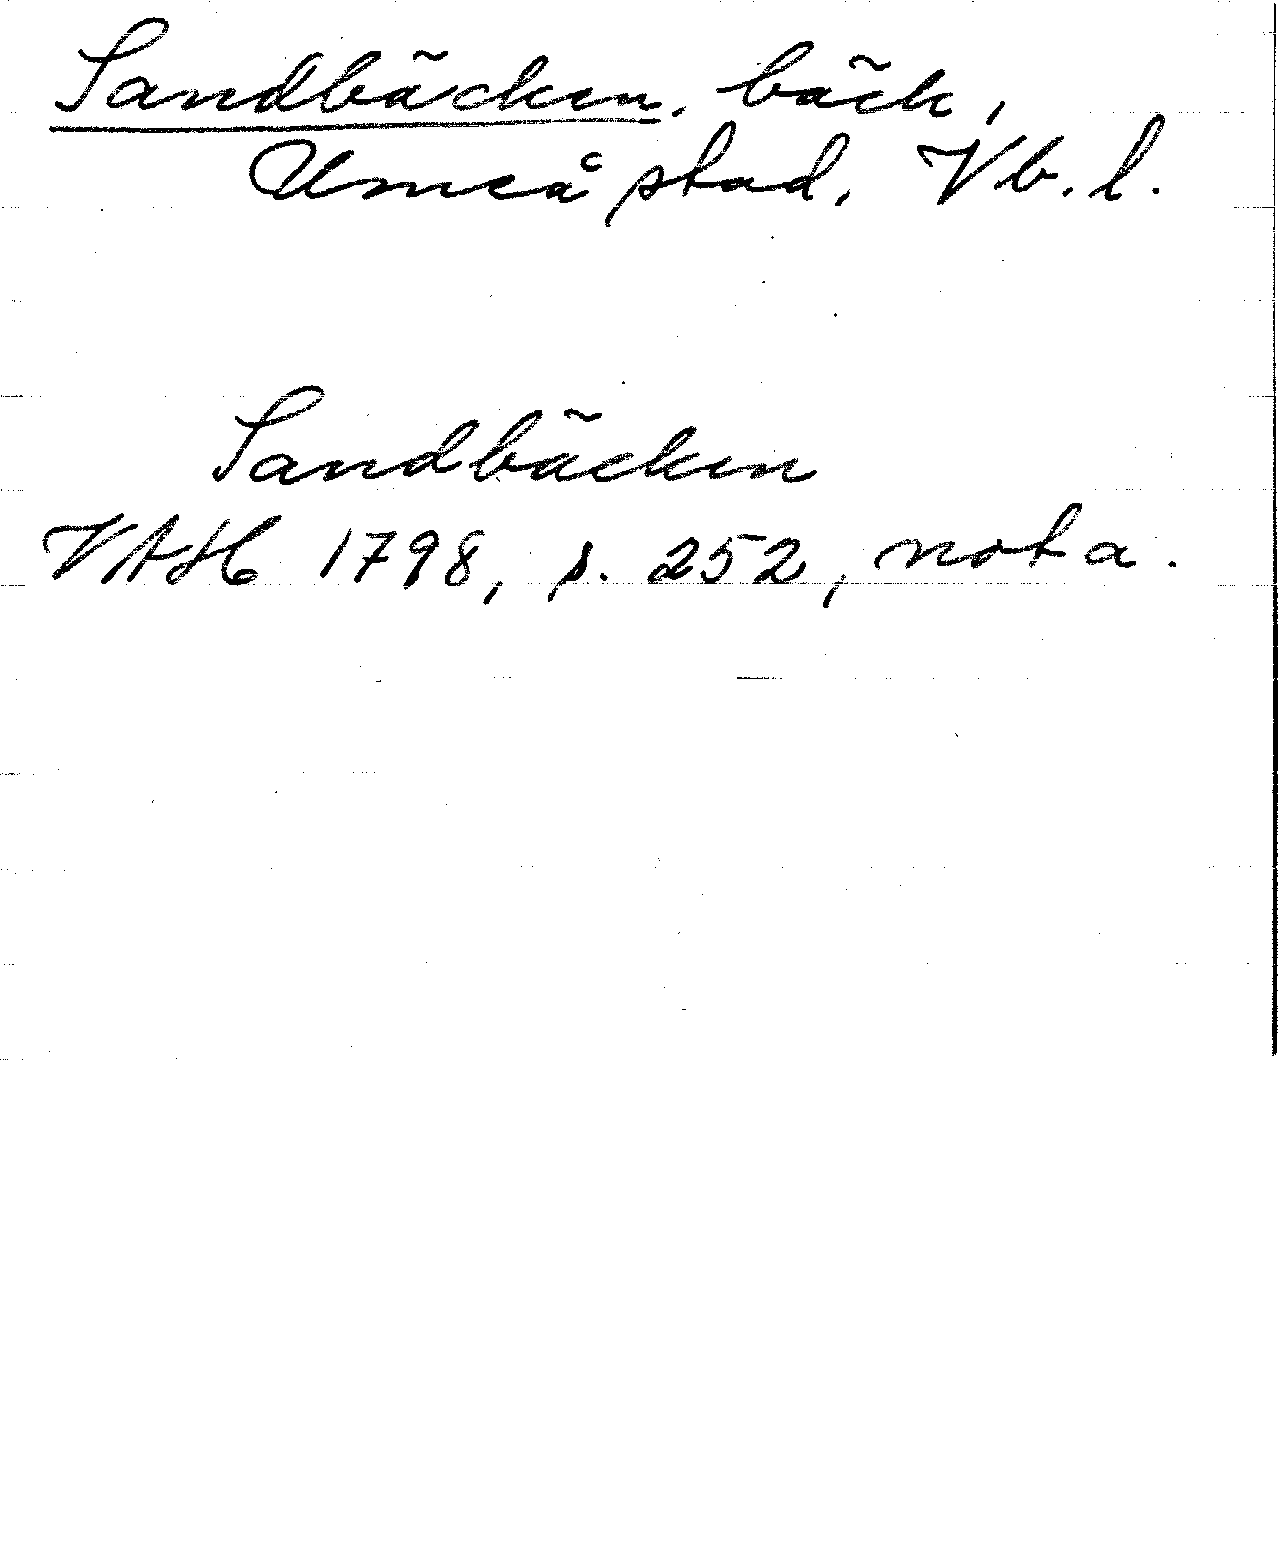 Sandbäcken, bäck,
Umeå stad, Vb. l.
Sandbäcken
VAH 1798, s. 252, nota.